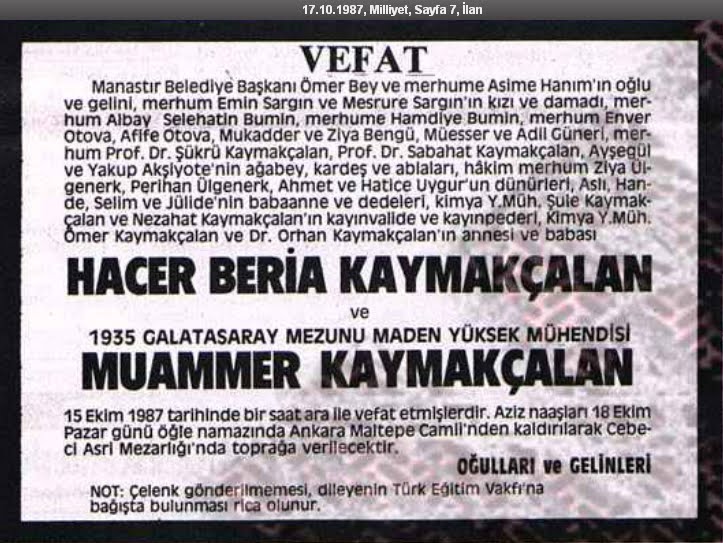 17.10.1987, Milliyet, Sayfa 7, İlan
VEFAT
Manastır Belediye Başkanı Ömer Bey ve merhume Asime Hanım'ın oğlu
ve gelini, merhum Emin Sargın ve Mesrure Sargın'ın kızı ve damadı, mer-
hum Albay Selehatin Bumin, merhume Hamdiye Bumin, merhum Enver
Otova, Afife Otova, Mukadder ve Ziya Bengü, Müesser ve Adil Güneri, mer-
hum Prof. Dr. Şükrü Kaymakçalan, Prof. Dr. Sabahat Kaymakçalan, Ayşegül
ve Yakup Akşiyote'nin ağabey, kardeş ve ablaları, hâkim merhum Ziya Ül-
generk, Perihan Ülgenerk, Ahmet ve Hatice Uygur'un dünürleri, Aslı, Han-
de, Selim ve Jülide'nin babaanne ve dedeleri, kimya Y.Müh. Şule Kaymak-
çalan ve Nezahat Kaymakçalan'ın kayınvalide ve kayınpederi, Kimya Y.Müh.
Ömer Kaymakçalan ve Dr. Orhan Kaymakçalan'ın annesi ve babası
HACER BERİA KAYMAKÇALAN
ve
1935 GALATASARAY MEZUNU MADEN YÜKSEK MÜHENDİSİ
MUAMMER KAYMAKÇALAN
15 Ekim 1987 tarihinde bir saat ara ile vefat etmişlerdir. Aziz naaşları 18 Ekim
Pazar günü öğle namazında Ankara Maltepe Camii'nden kaldırılarak Cebe-
ci Asri Mezarlığı'nda toprağa verilecektir.
OĞULLARI ve GELİNLERİ
NOT: Çelenk gönderilmemesi, dileyenin Türk Eğitim Vakfı'na
bağışta bulunması rica olunur.